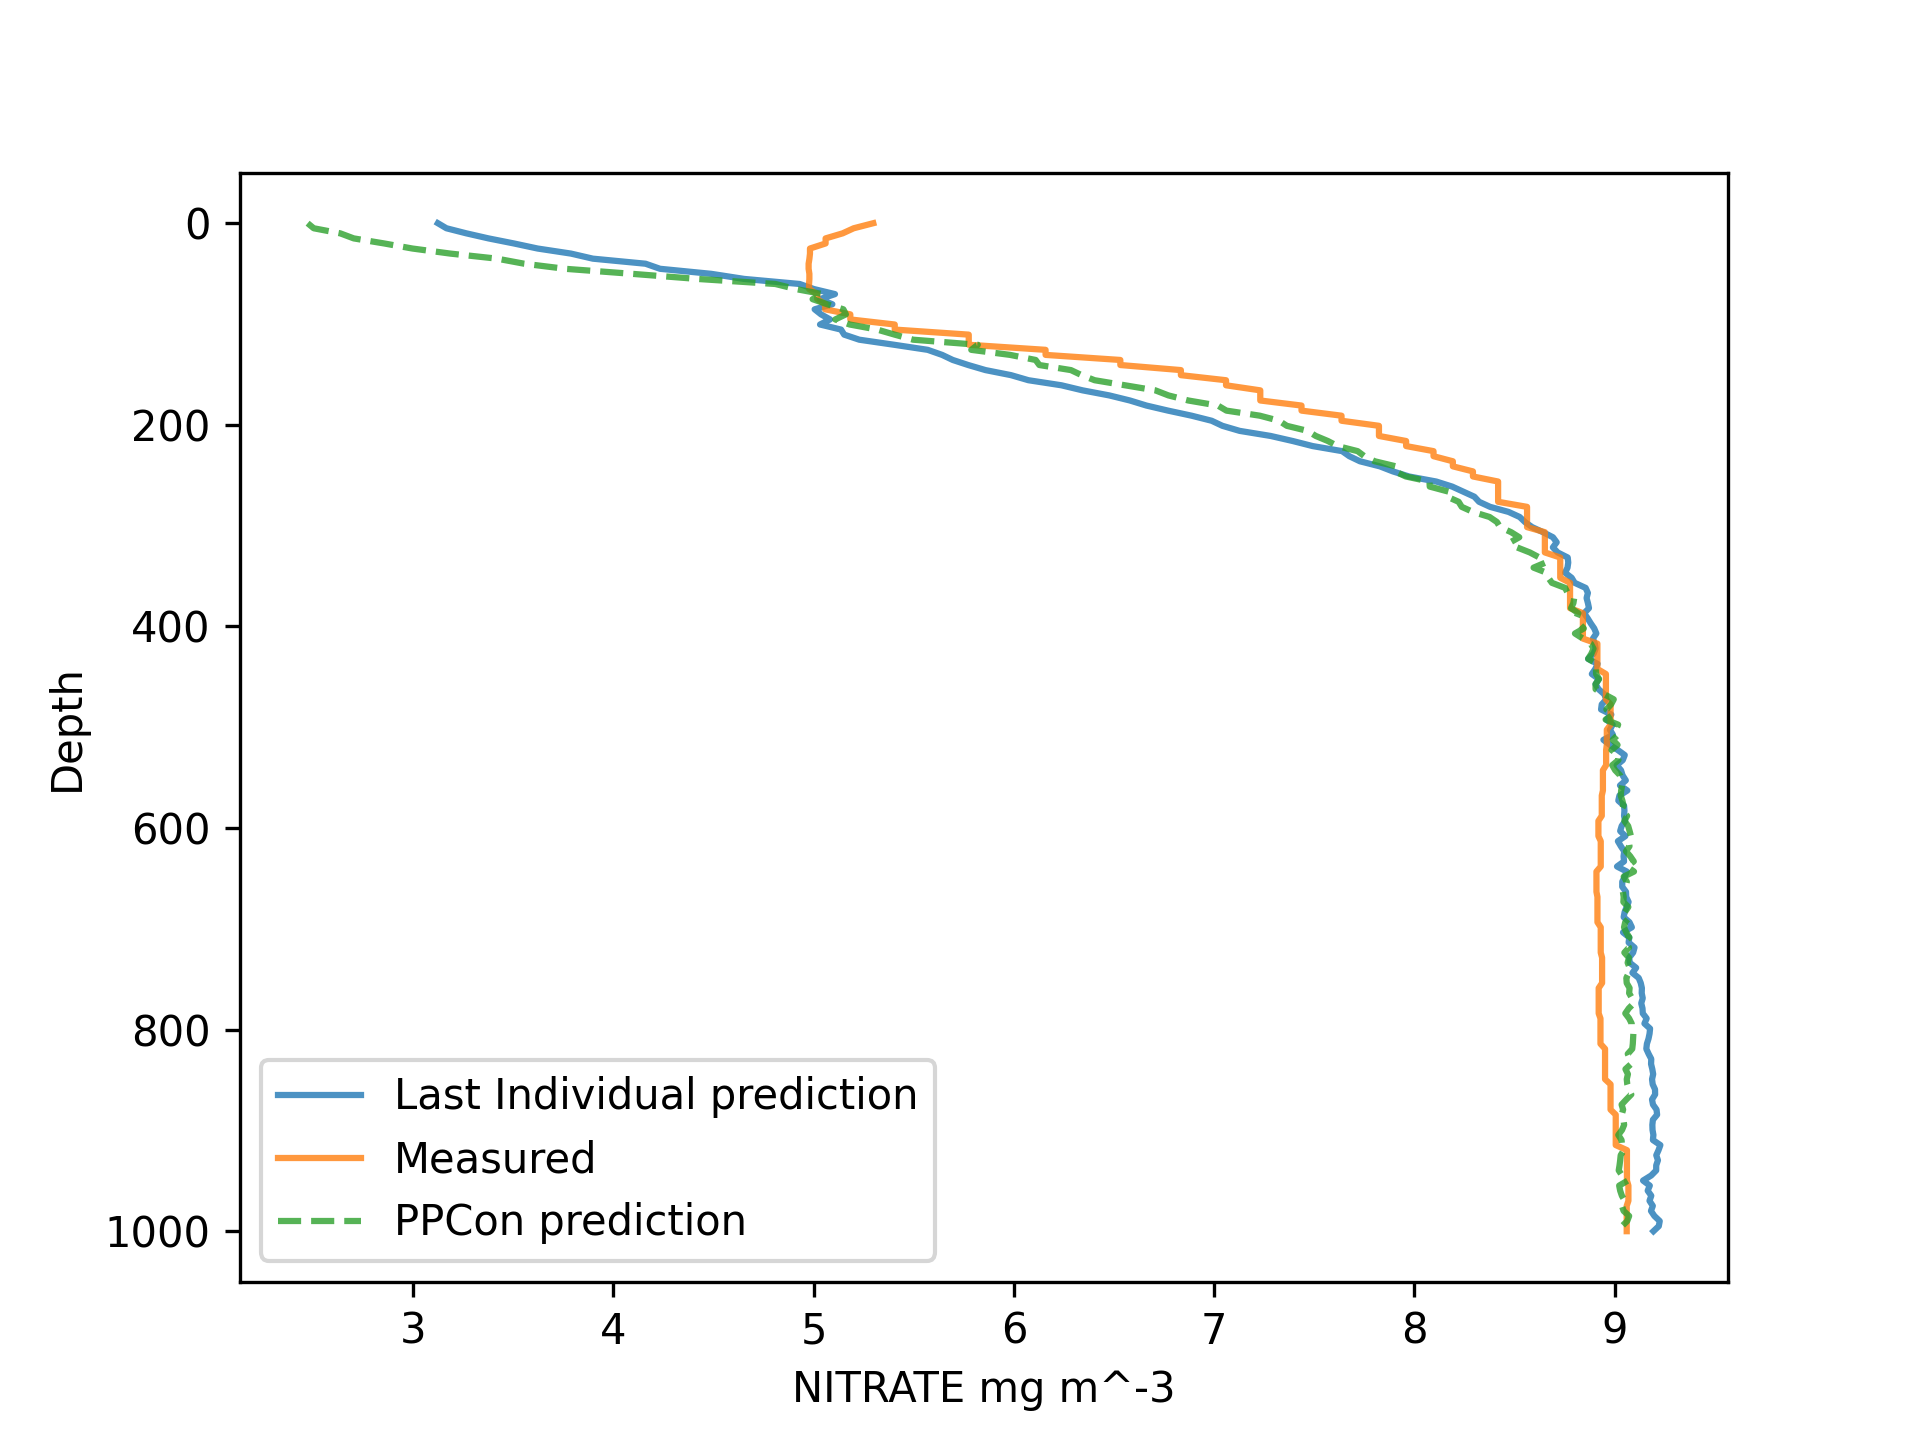 0
200
400
600
800
1000
Depth
Last Individual prediction
Measured
PPCon prediction
3 4 5 6 7 8 9
NITRATE mg m^-3